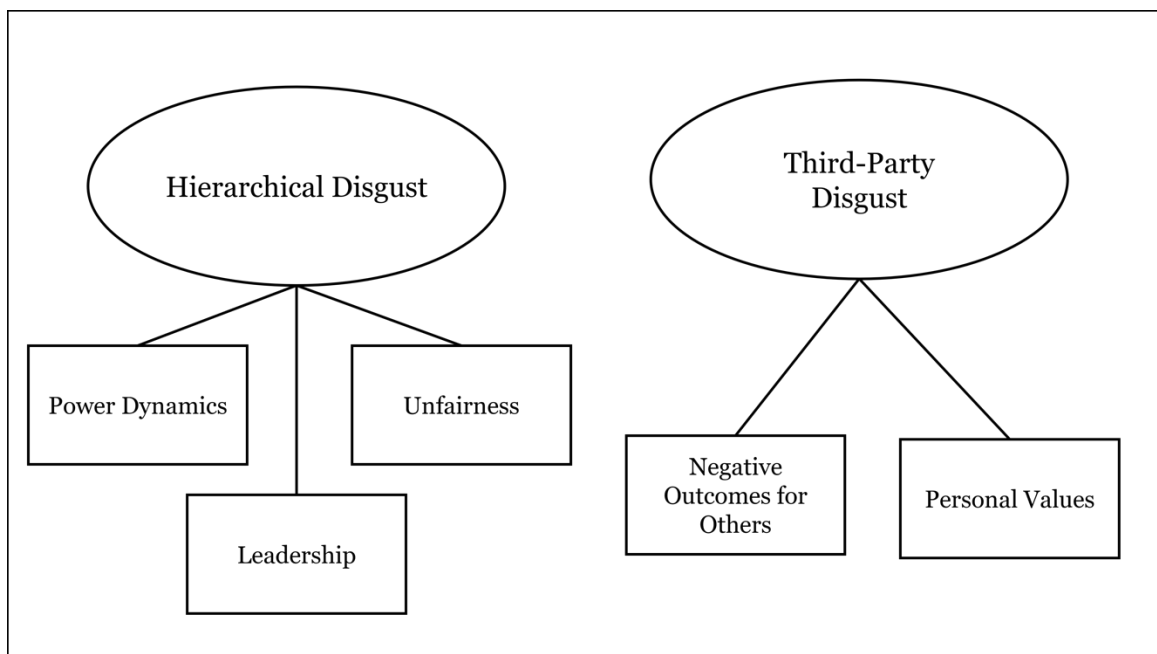 Hierarchical Disgust
Power Dynamics
Unfairness
Leadership
Third-Party
Disgust
Negative
Outcomes for
Others
Personal Values